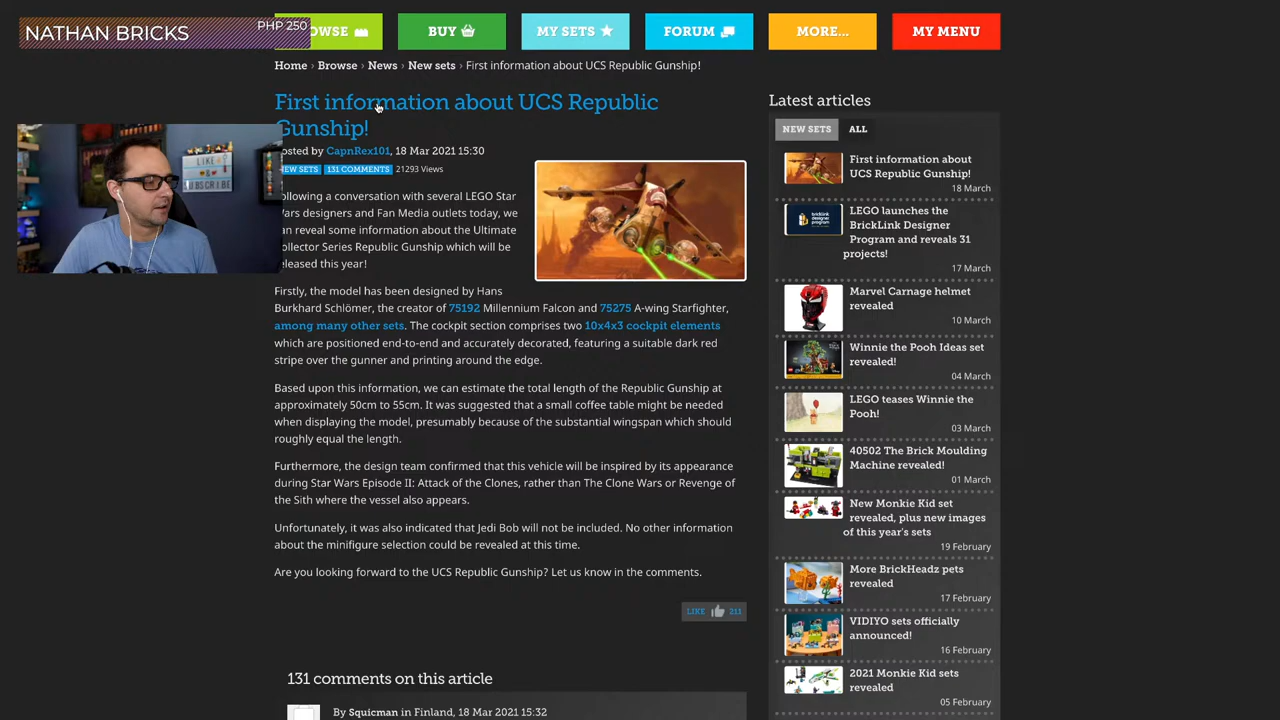 NATHAN BRICKS
PHP 250
OWSE
BUY
MY SETS
FORUM
MORE...
MY MENU
Home › Browse › News › New sets › First information about UCS Republic Gunship!
First information about UCS Republic
Gunship!
osted by CapnRex101, 18 Mar 2021 15:30
EW SETS 131 COMMENTS 21293 Views
ollowing a conversation with several LEGO Star
ars designers and Fan Media outlets today, we
n reveal some information about the Ultimate
ollector Series Republic Gunship which will be
eleased this year!
Firstly, the model has been designed by Hans
Burkhard Schlömer, the creator of 75192 Millennium Falcon and 75275 A-wing Starfighter,
among many other sets. The cockpit section comprises two 10x4x3 cockpit elements
which are positioned end-to-end and accurately decorated, featuring a suitable dark red
stripe over the gunner and printing around the edge.
Based upon this information, we can estimate the total length of the Republic Gunship at
approximately 50cm to 55cm. It was suggested that a small coffee table might be needed
when displaying the model, presumably because of the substantial wingspan which should
roughly equal the length.
Furthermore, the design team confirmed that this vehicle will be inspired by its appearance
during Star Wars Episode II: Attack of the Clones, rather than The Clone Wars or Revenge of
the Sith where the vessel also appears.
Unfortunately, it was also indicated that Jedi Bob will not be included. No other information
about the minifigure selection could be revealed at this time.
Are you looking forward to the UCS Republic Gunship? Let us know in the comments.
LIKE 211
131 comments on this article
By Squicman in Finland, 18 Mar 2021 15:32
Latest articles
NEW SETS
ALL
First information about
UCS Republic Gunship!
18 March
LEGO launches the
BrickLink Designer
Program and reveals 31
projects!
17 March
Marvel Carnage helmet
revealed
10 March
Winnie the Pooh Ideas set
revealed!
04 March
LEGO teases Winnie the
Pooh!
03 March
40502 The Brick Moulding
Machine revealed!
01 March
New Monkie Kid set
revealed, plus new images
of this year's sets
19 February
More BrickHeadz pets
revealed
17 February
VIDIYO sets officially
announced!
16 February
2021 Monkie Kid sets
revealed
05 February
LIKE &
SUBSCRIBE